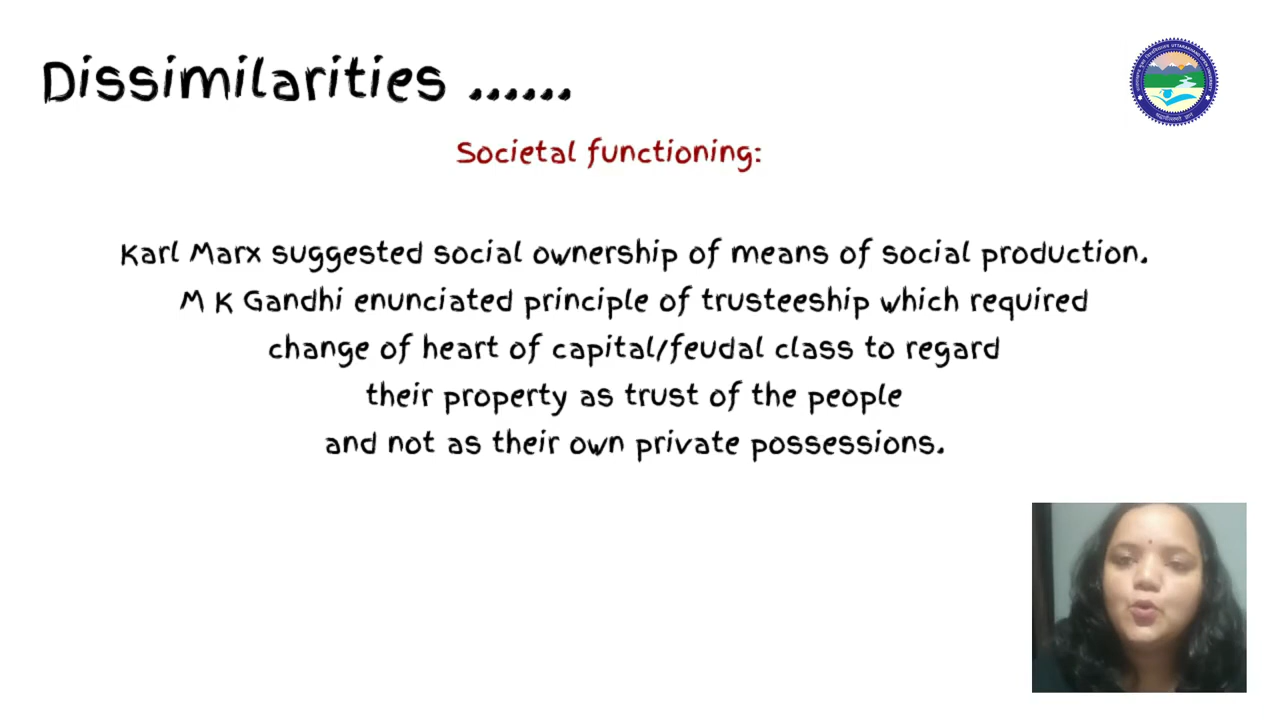 Dissimilarities ......
Societal functioning:
Karl Marx suggested social ownership of means of social production.
M K Gandhi enunciated principle of trusteeship which required
change of heart of capital/feudal class to regard
their property as trust of the people
and not as their own private possessions.